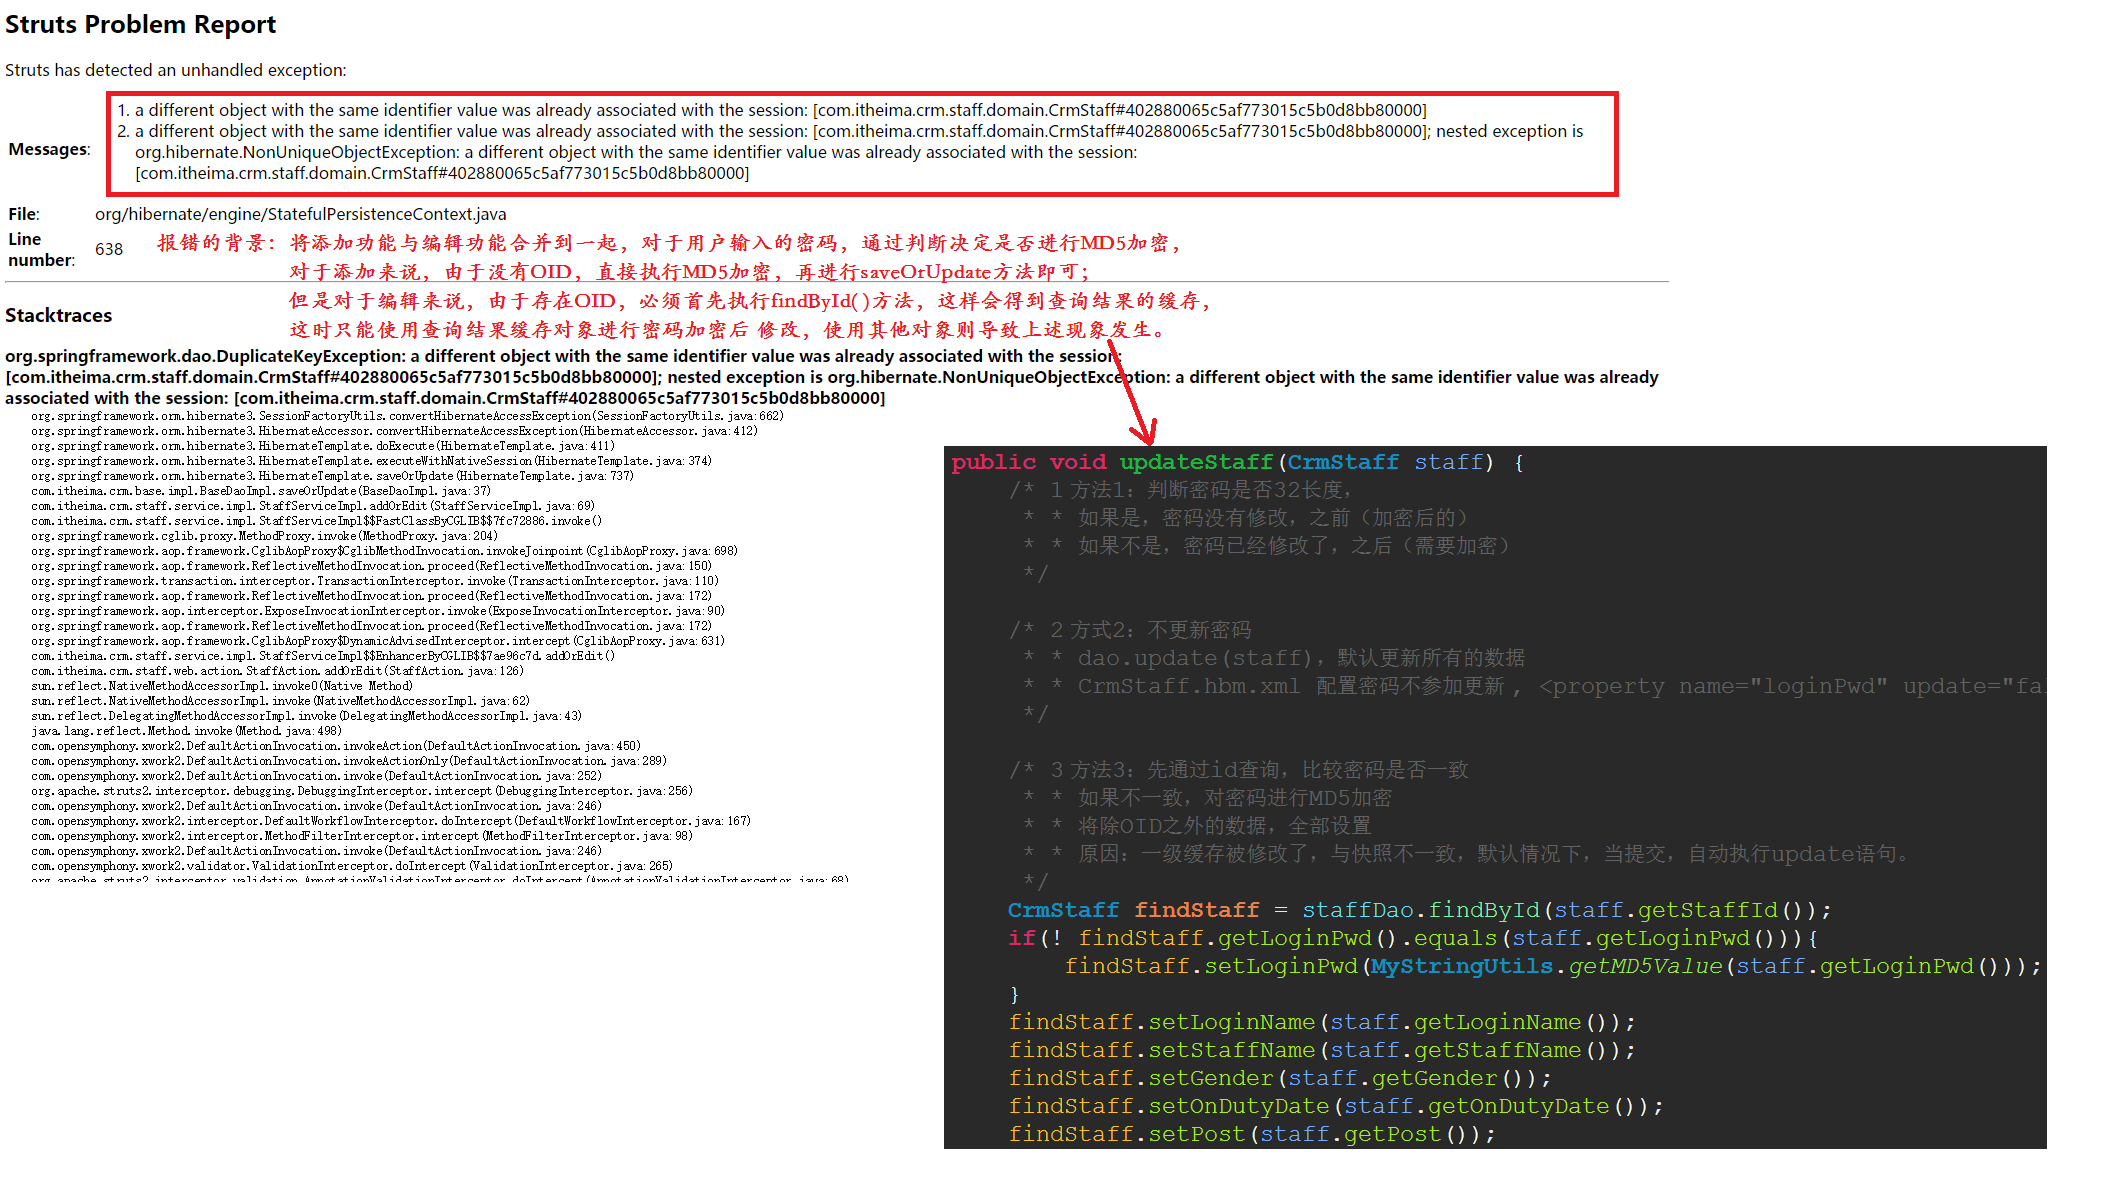 Struts Problem Report
Struts has detected an unhandled exception:
Messages:
1. a different object with the same identifier value was already associated with the session: [com.itheima.crm.staff.domain.CrmStaff#402880065c5af773015c5b0d8bb80000]
2. a different object with the same identifier value was already associated with the session: [com.itheima.crm.staff.domain.CrmStaff#402880065c5af773015c5b0d8bb80000]; nested exception is
org.hibernate.NonUniqueObjectException: a different object with the same identifier value was already associated with the session:
[com.itheima.crm.staff.domain.CrmStaff#402880065c5af773015c5b0d8bb80000]
File: org/hibernate/engine/StatefulPersistenceContext.java
Line
number: 638
报错的背景：将添加功能与编辑功能合并到一起，对于用户输入的密码，通过判断决定是否进行MD5加密，
对于添加来说，由于没有OID，直接执行MD5加密，再进行saveOrUpdate方法即可；
但是对于编辑来说，由于存在OID，必须首先执行findById( )方法，这样会得到查询结果的缓存，
这时只能使用查询结果缓存对象进行密码加密后 修改，使用其他对象则导致上述现象发生。
Stacktraces
org.springframework.dao.DuplicateKeyException: a different object with the same identifier value was already associated with the session:
[com.itheima.crm.staff.domain.CrmStaff#402880065c5af773015c5b0d8bb80000]; nested exception is org.hibernate.NonUniqueObjectException: a different object with the same identifier value was already
associated with the session: [com.itheima.crm.staff.domain.CrmStaff#402880065c5af773015c5b0d8bb80000]
org.springframework.orm.hibernate3.SessionFactoryUtils.convertHibernateAccessException(SessionFactoryUtils.java:662)
org.springframework.orm.hibernate3.HibernateAccessor.convertHibernateAccessException(HibernateAccessor.java:412)
org.springframework.orm.hibernate3.HibernateTemplate.doExecute(HibernateTemplate.java:411)
org.springframework.orm.hibernate3.HibernateTemplate.executeWithNativeSession(HibernateTemplate.java:374)
org.springframework.orm.hibernate3.HibernateTemplate.saveOrUpdate(HibernateTemplate.java:737)
com.itheima.crm.base.impl.BaseDaoImpl.saveOrUpdate(BaseDaoImpl.java:37)
com.itheima.crm.staff.service.impl.StaffServiceImpl.addOrEdit(StaffServiceImpl.java:69)
com.itheima.crm.staff.service.impl.StaffServiceImpl$$FastClassByCGLIB$$7fc72886.invoke()
org.springframework.cglib.proxy.MethodProxy.invoke(MethodProxy.java:204)
org.springframework.aop.framework.CglibAopProxy$CglibMethodInvocation.invokeJoinpoint(CglibAopProxy.java:698)
org.springframework.aop.framework.ReflectiveMethodInvocation.proceed(ReflectiveMethodInvocation.java:150)
org.springframework.transaction.interceptor.TransactionInterceptor.invoke(TransactionInterceptor.java:110)
org.springframework.aop.framework.ReflectiveMethodInvocation.proceed(ReflectiveMethodInvocation.java:172)
org.springframework.aop.interceptor.ExposeInvocationInterceptor.invoke(ExposeInvocationInterceptor.java:90)
org.springframework.aop.framework.ReflectiveMethodInvocation.proceed(ReflectiveMethodInvocation.java:172)
org.springframework.aop.framework.CglibAopProxy$DynamicAdvisedInterceptor.intercept(CglibAopProxy.java:631)
com.itheima.crm.staff.service.impl.StaffServiceImpl$$EnhancerByCGLIB$$7ae96c7d.addOrEdit()
com.itheima.crm.staff.web.action.StaffAction.addOrEdit(StaffAction.java:126)
sun.reflect.NativeMethodAccessorImpl.invoke0(Native Method)
sun.reflect.NativeMethodAccessorImpl.invoke(NativeMethodAccessorImpl.java:62)
sun.reflect.DelegatingMethodAccessorImpl.invoke(DelegatingMethodAccessorImpl.java:43)
java.lang.reflect.Method.invoke(Method.java:498)
com.opensymphony.xwork2.DefaultActionInvocation.invokeAction(DefaultActionInvocation.java:450)
com.opensymphony.xwork2.DefaultActionInvocation.invokeActionOnly(DefaultActionInvocation.java:289)
com.opensymphony.xwork2.DefaultActionInvocation.invoke(DefaultActionInvocation.java:252)
org.apache.struts2.interceptor.debugging.DebuggingInterceptor.intercept(DebuggingInterceptor.java:256)
com.opensymphony.xwork2.DefaultActionInvocation.invoke(DefaultActionInvocation.java:246)
com.opensymphony.xwork2.interceptor.DefaultWorkflowInterceptor.doIntercept(DefaultWorkflowInterceptor.java:167)
com.opensymphony.xwork2.interceptor.MethodFilterInterceptor.intercept(MethodFilterInterceptor.java:98)
com.opensymphony.xwork2.DefaultActionInvocation.invoke(DefaultActionInvocation.java:246)
com.opensymphony.xwork2.validator.ValidationInterceptor.doIntercept(ValidationInterceptor.java:265)
org.apache.struts2.interceptor.validation.AnnotationValidationInterceptor.doIntercept(AnnotationValidationInterceptor.java:68)
public void updateStaff(CrmStaff staff) {
/* 1 方法1：判断密码是否32长度，
* * 如果是，密码没有修改，之前（加密后的）
* * 如果不是，密码已经修改了，之后（需要加密）
*/
/* 2 方式2：不更新密码
* * dao.update(staff)，默认更新所有的数据
* * CrmStaff.hbm.xml 配置密码不参加更新 , <property name="loginPwd" update="fal
*/
/* 3 方法3：先通过id查询，比较密码是否一致
* * 如果不一致，对密码进行MD5加密
* * 将除OID之外的数据，全部设置
* * 原因：一级缓存被修改了，与快照不一致，默认情况下，当提交，自动执行update语句。
*/
CrmStaff findStaff = staffDao.findById(staff.getStaffId());
if(! findStaff.getLoginPwd().equals(staff.getLoginPwd())){
findStaff.setLoginPwd(MyStringUtils.getMD5Value(staff.getLoginPwd()));
}
findStaff.setLoginName(staff.getLoginName());
findStaff.setStaffName(staff.getStaffName());
findStaff.setGender(staff.getGender());
findStaff.setOnDutyDate(staff.getOnDutyDate());
findStaff.setPost(staff.getPost());